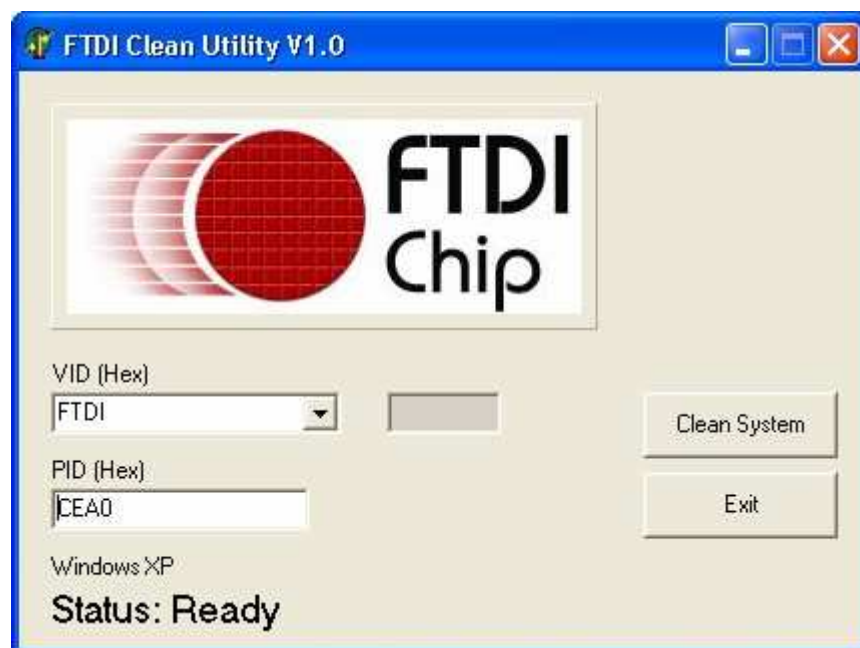 FTDI Clean Utility V1.0
FTDI
Chip
VID (Hex)
FTDI
Clean System
PID (Hex)
CEA0
Exit
Windows XP
Status: Ready